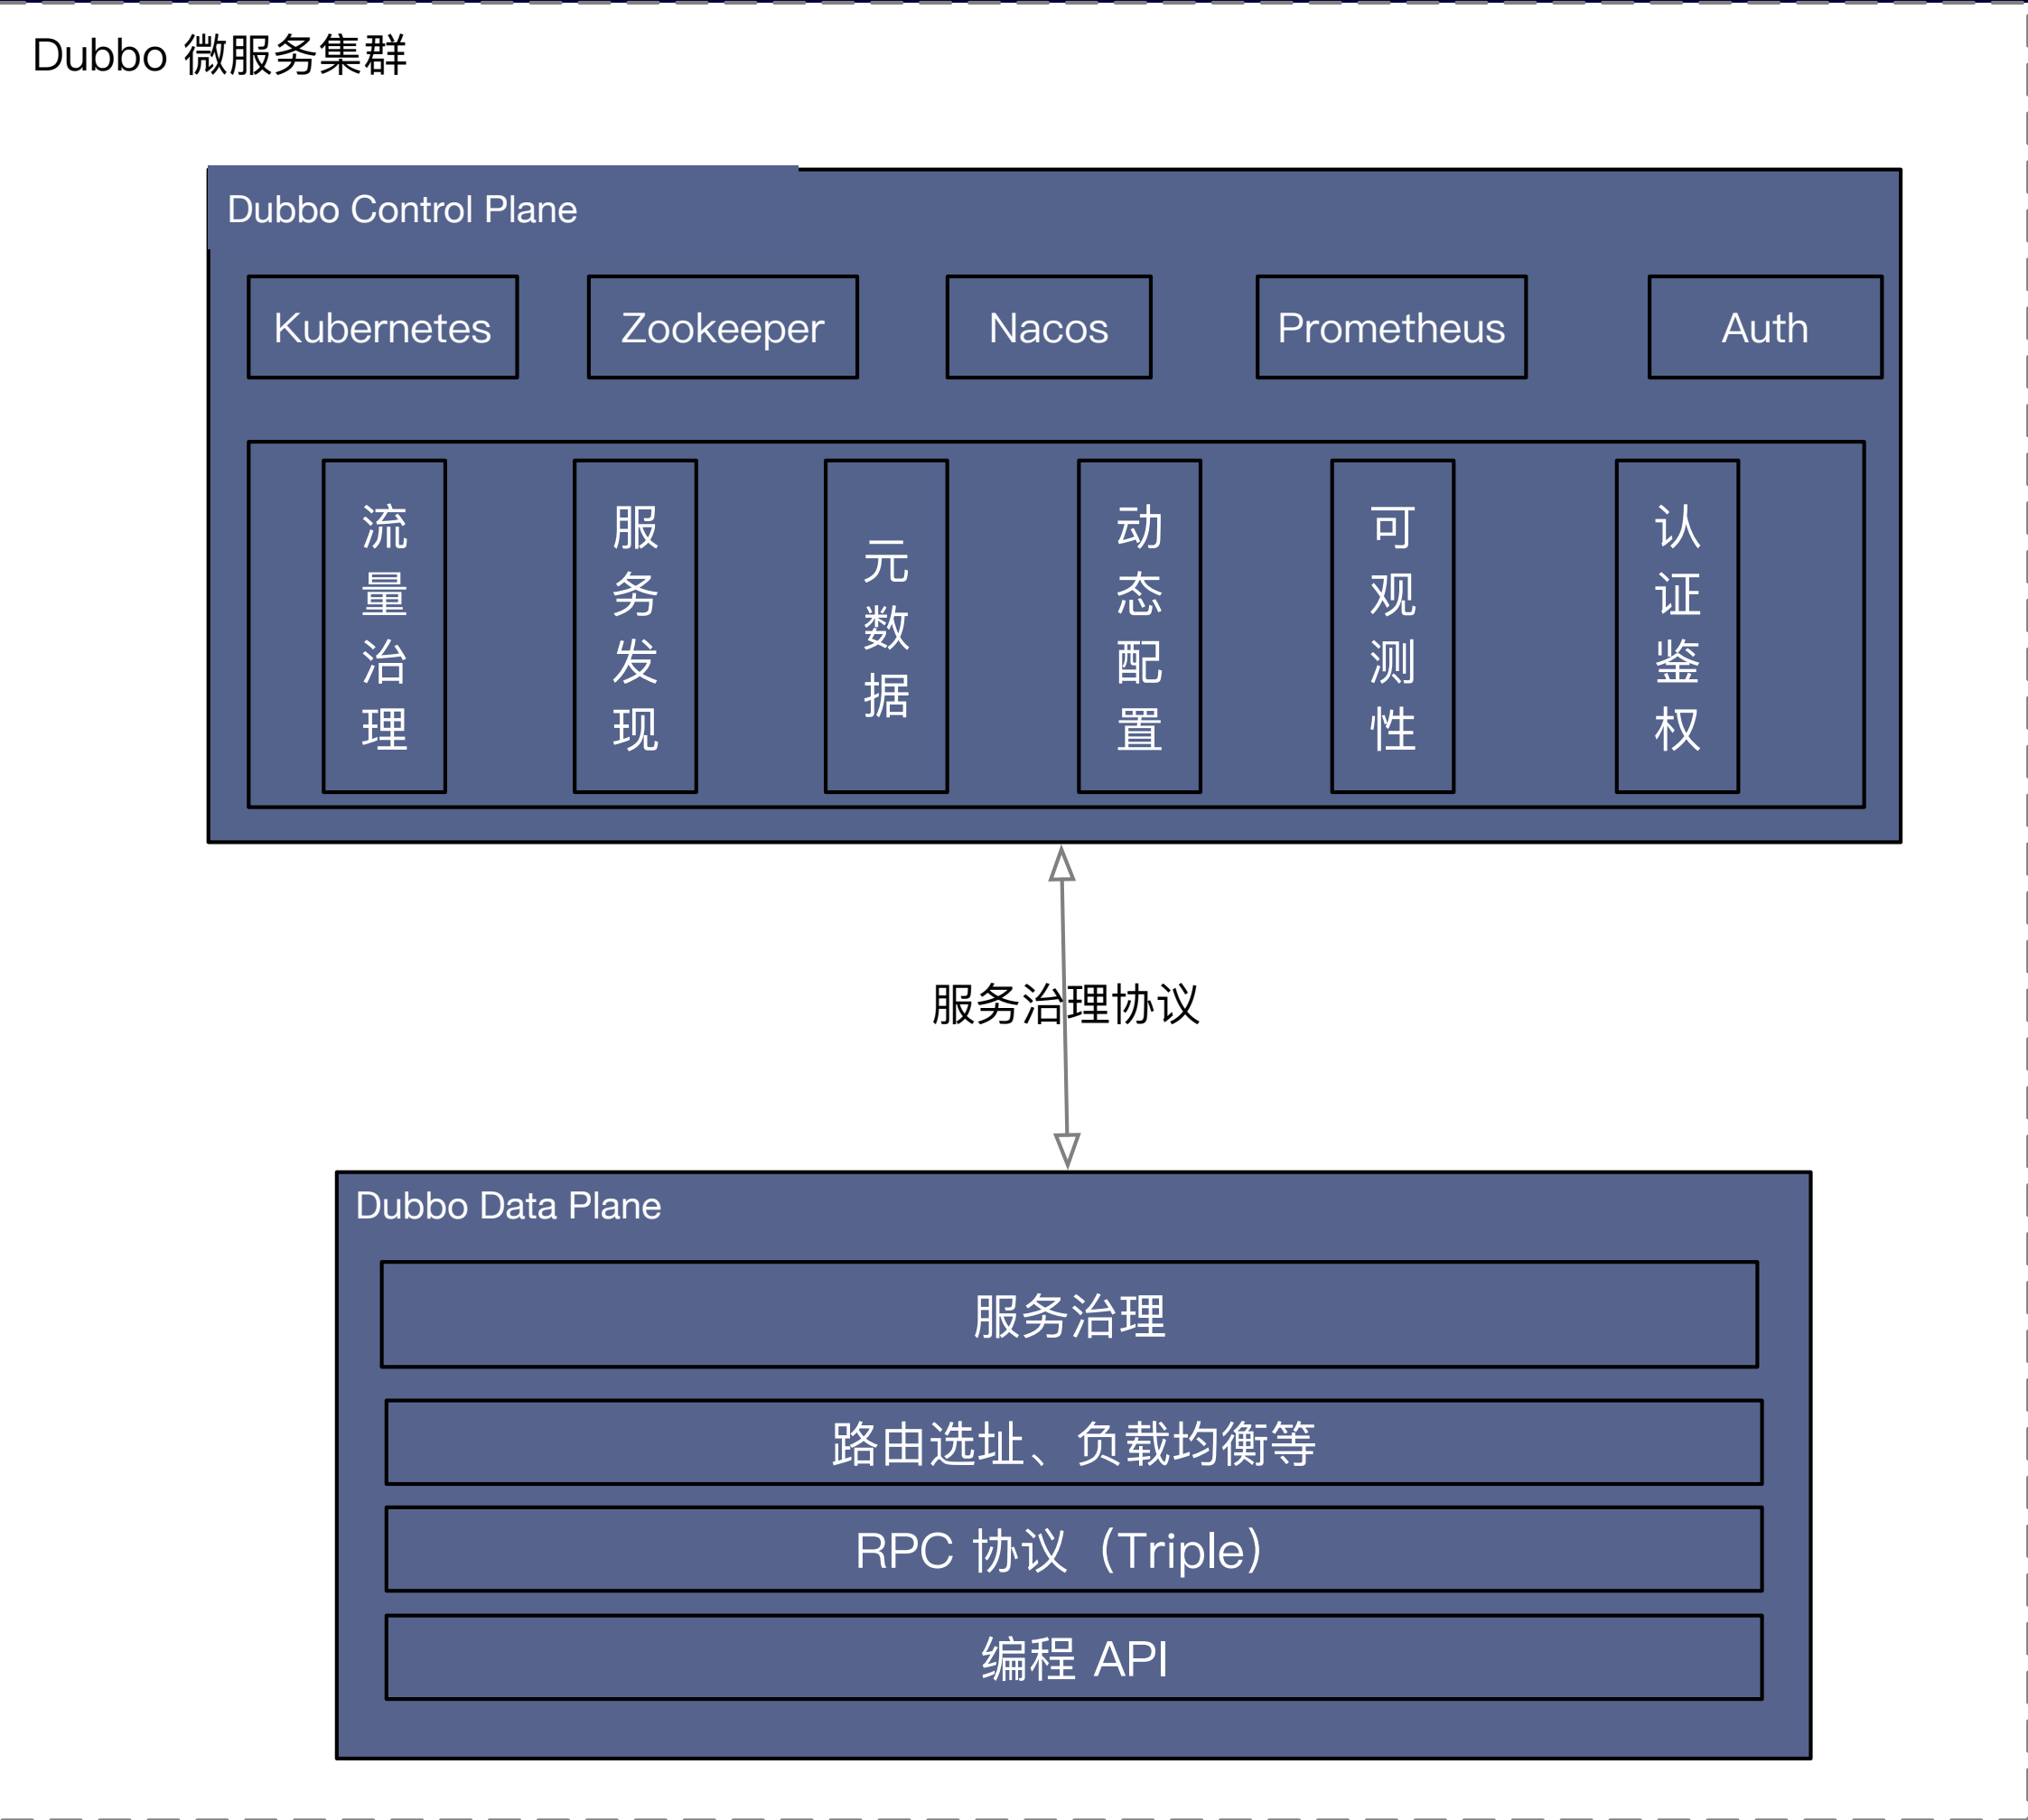 Dubbo 微服务集群
Dubbo Control Plane
Kubernetes
Zookeeper
Nacos
Prometheus
Auth
流量治理
服务发现
元数据
动态配置
可观测性
认证鉴权
服务治理协议
Dubbo Data Plane
服务治理
路由选址、负载均衡等
RPC 协议（Triple）
编程 API